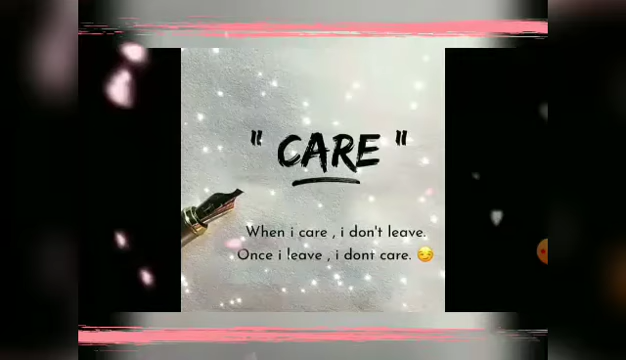 " CARE "
When i care , i don't leave.
Once i leave , i dont care. 😏